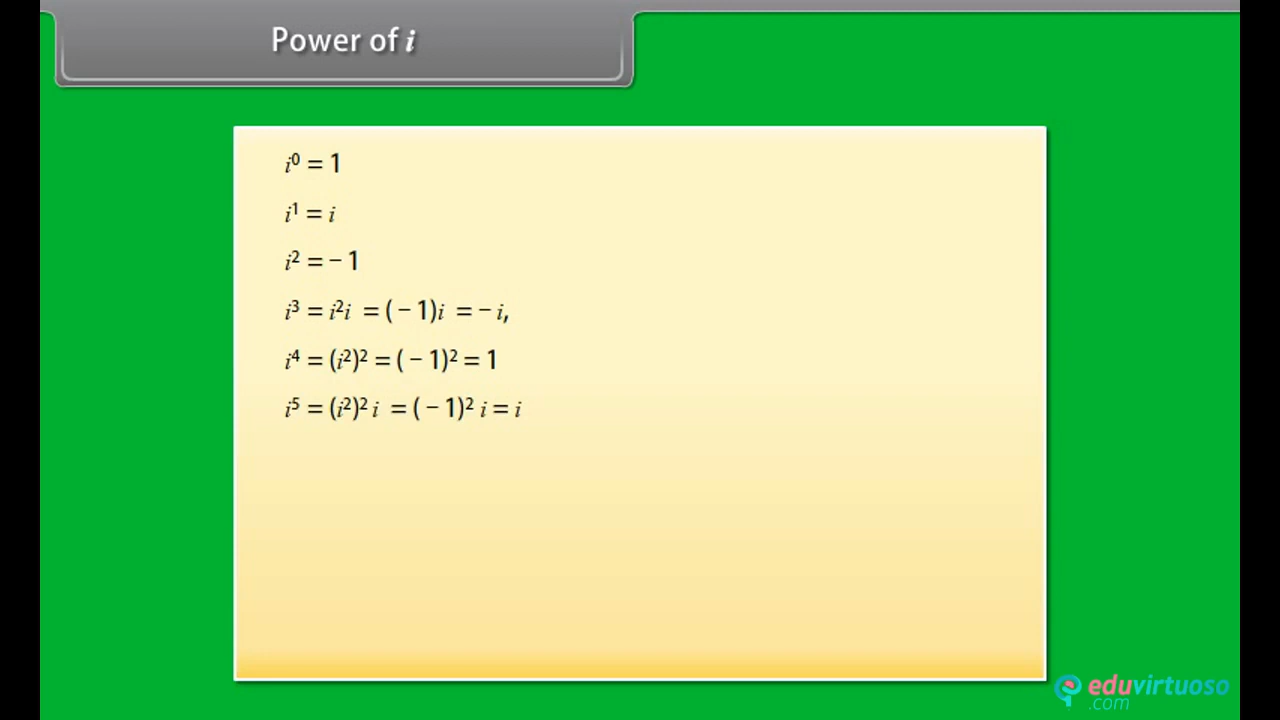 Power of i
i⁰ = 1
i¹ = i
i² = − 1
i³ = i²i = ( − 1)i = − i,
i⁴ = (i²)² = ( − 1)² = 1
i⁵ = (i²)² i = ( − 1)² i = i
eduvirtuoso
.com